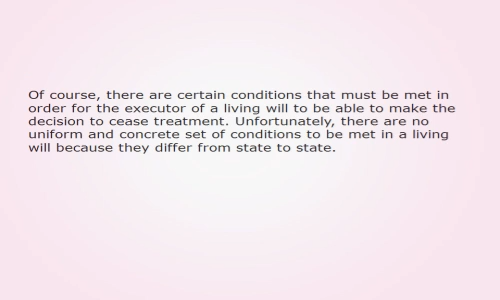 Of course, there are certain conditions that must be met in
order for the executor of a living will to be able to make the
decision to cease treatment. Unfortunately, there are no
uniform and concrete set of conditions to be met in a living
will because they differ from state to state.